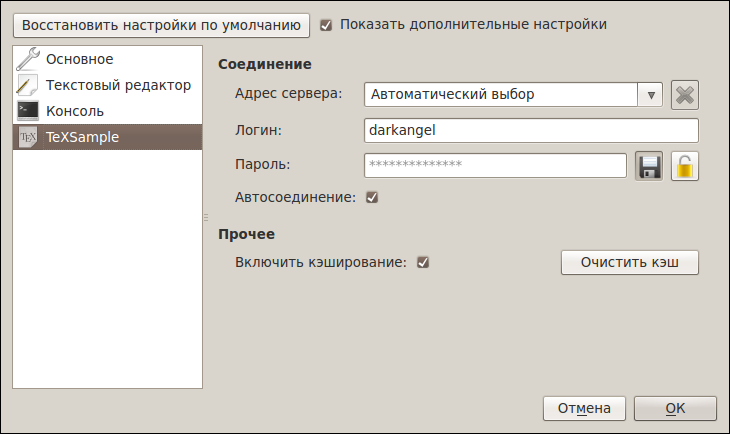 Восстановить настройки по умолчанию Показать дополнительные настройки
Основное
Текстовый редактор
Консоль
TeXSample
Соединение
Адрес сервера: Автоматический выбор
Логин: darkangel
Пароль: **************
Автосоединение:
Прочее
Включить кэширование: Очистить кэш
Отмена ОК